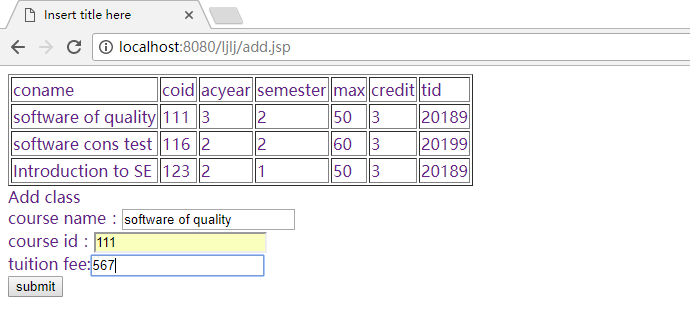 Insert title here
localhost:8080/ljlj/add.jsp
coname coid acyear semester max credit tid
software of quality 111 3 2 50 3 20189
software cons test 116 2 2 60 3 20199
Introduction to SE 123 2 1 50 3 20189
Add class
course name : software of quality
course id : 111
tuition fee:567
submit